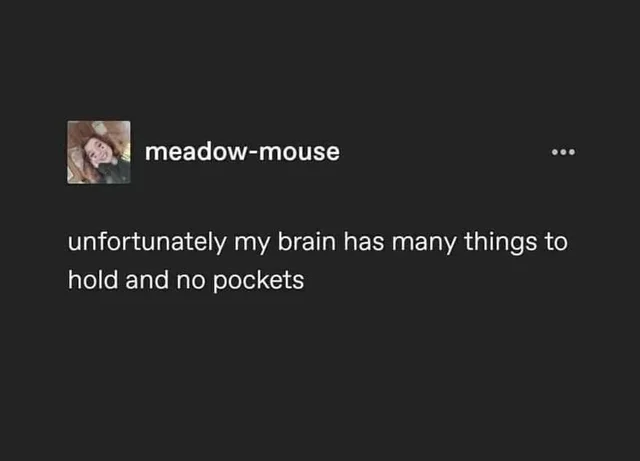 meadow-mouse
unfortunately my brain has many things to
hold and no pockets